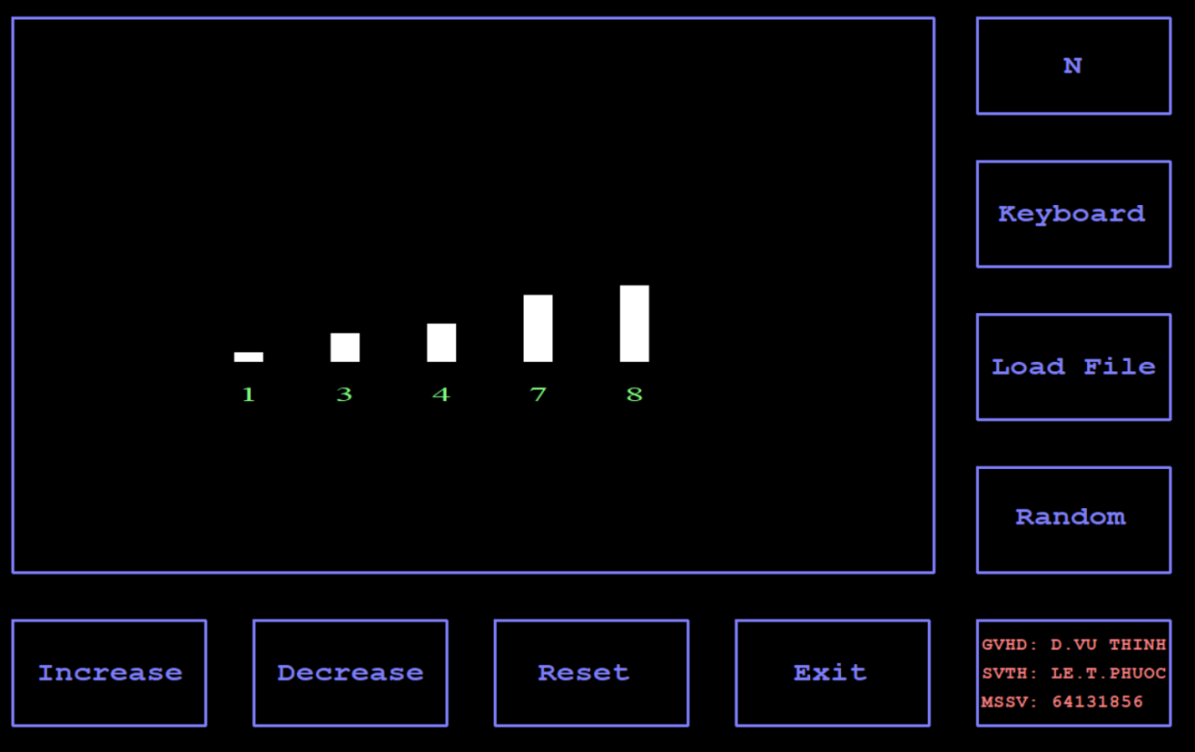 N
Keyboard
Load File
Random
1 3 4 7 8
Increase Decrease Reset Exit
GVHD: D.VU THINH
SVTH: LE.T.PHUOC
MSSV: 64131856